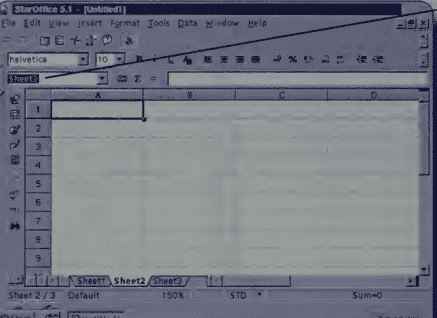 StarOffice 5.1 - [Untitled1]
File Edit View Insert Format Tools Data Window Help
helvetica 10 B
Sheet3 Σ =
A B C D
1
2
3
4
5
6
7
8
9
Sheet1 Sheet2 Sheet3
Sheet 2 / 3 Default 150% STD * Sum=0